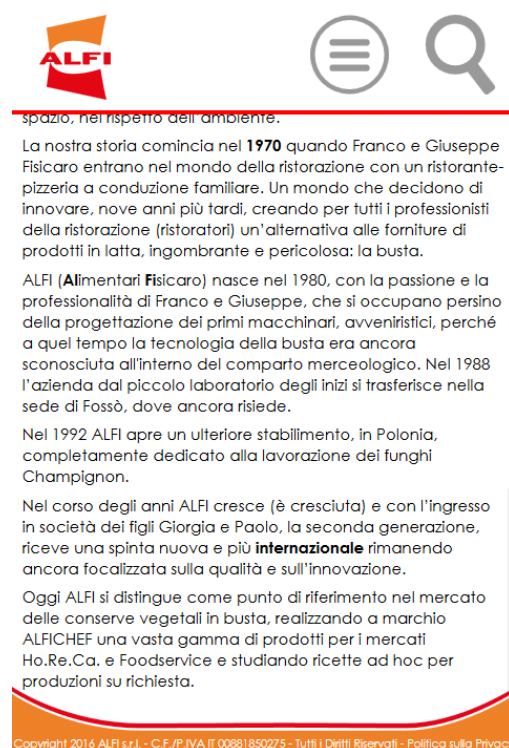 ALFI
spazio, nel rispetto dell'ambiente.
La nostra storia comincia nel 1970 quando Franco e Giuseppe
Fisicaro entrano nel mondo della ristorazione con un ristorante-
pizzeria a conduzione familiare. Un mondo che decidono di
innovare, nove anni più tardi, creando per tutti i professionisti
della ristorazione (ristoratori) un'alternativa alle forniture di
prodotti in latta, ingombrante e pericolosa: la busta.
ALFI (ALimentari Fisicaro) nasce nel 1980, con la passione e la
professionalità di Franco e Giuseppe, che si occupano persino
della progettazione dei primi macchinari, avveniristici, perché
a quel tempo la tecnologia della busta era ancora
sconosciuta all'interno del comparto merceologico. Nel 1988
l'azienda dal piccolo laboratorio degli inizi si trasferisce nella
sede di Fossò, dove ancora risiede.
Nel 1992 ALFI apre un ulteriore stabilimento, in Polonia,
completamente dedicato alla lavorazione dei funghi
Champignon.
Nel corso degli anni ALFI cresce (è cresciuta) e con l'ingresso
in società dei figli Giorgia e Paolo, la seconda generazione,
riceve una spinta nuova e più internazionale rimanendo
ancora focalizzata sulla qualità e sull'innovazione.
Oggi ALFI si distingue come punto di riferimento nel mercato
delle conserve vegetali in busta, realizzando a marchio
ALFICHEF una vasta gamma di prodotti per i mercati
Ho.Re.Ca. e Foodservice e studiando ricette ad hoc per
produzioni su richiesta.
Copyright 2016 ALFI s.r.l. - C.F./P.IVA IT 00881850275 - Tutti i Diritti Riservati - Politica sulla Privac